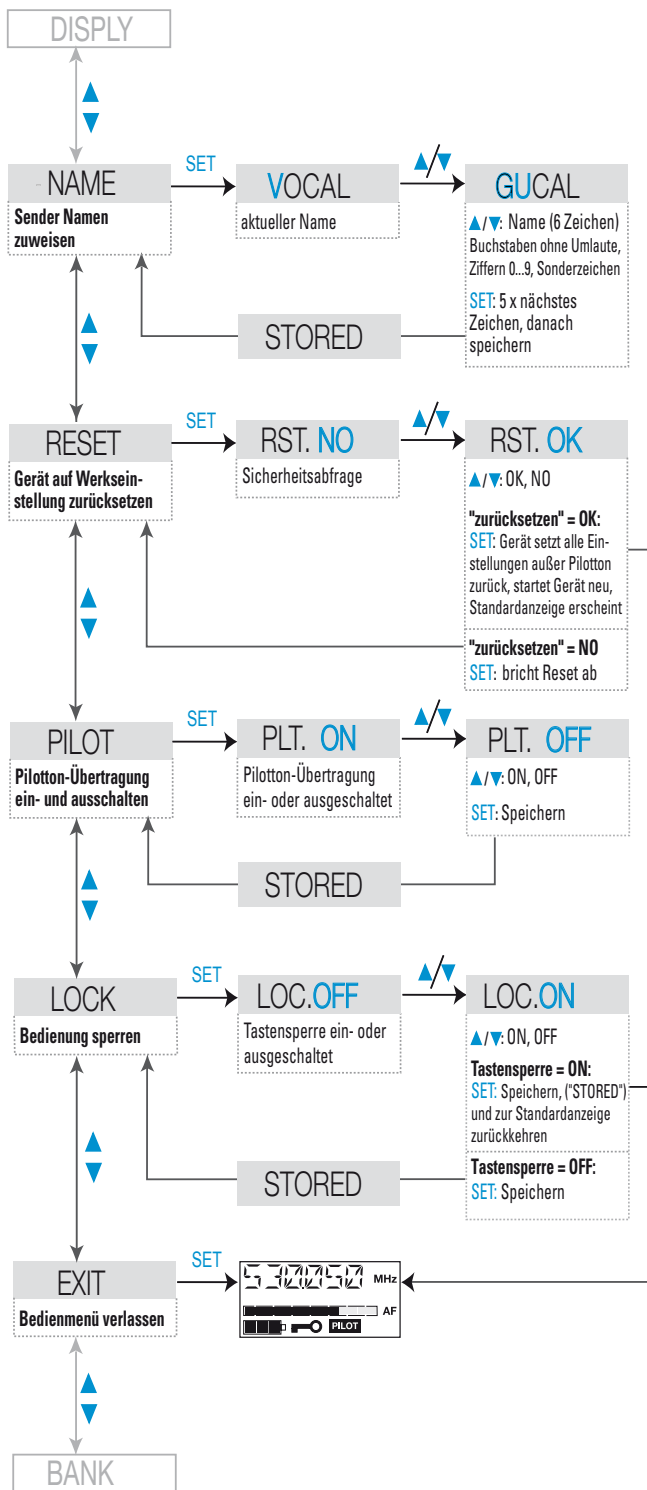 DISPLY
NAME
Sender Namen
zuweisen
SET
VOCAL
aktueller Name
▲/▼
GUCAL
▲/▼: Name (6 Zeichen)
Buchstaben ohne Umlaute,
Ziffern 0...9, Sonderzeichen
SET: 5 x nächstes
Zeichen, danach
speichern
STORED
RESET
Gerät auf Werksein-
stellung zurücksetzen
SET
RST. NO
Sicherheitsabfrage
▲/▼
RST. OK
▲/▼: OK, NO
"zurücksetzen" = OK:
SET: Gerät setzt alle Ein-
stellungen außer Pilotton
zurück, startet Gerät neu,
Standardanzeige erscheint
"zurücksetzen" = NO
SET: bricht Reset ab
PILOT
Pilotton-Übertragung
ein- und ausschalten
SET
PLT. ON
Pilotton-Übertragung
ein- oder ausgeschaltet
▲/▼
PLT. OFF
▲/▼: ON, OFF
SET: Speichern
STORED
LOCK
Bedienung sperren
SET
LOC.OFF
Tastensperre ein- oder
ausgeschaltet
▲/▼
LOC.ON
▲/▼: ON, OFF
Tastensperre = ON:
SET: Speichern, ("STORED")
und zur Standardanzeige
zurückkehren
Tastensperre = OFF:
SET: Speichern
STORED
EXIT
Bedienmenü verlassen
SET
530.050 MHz
AF
PILOT
BANK